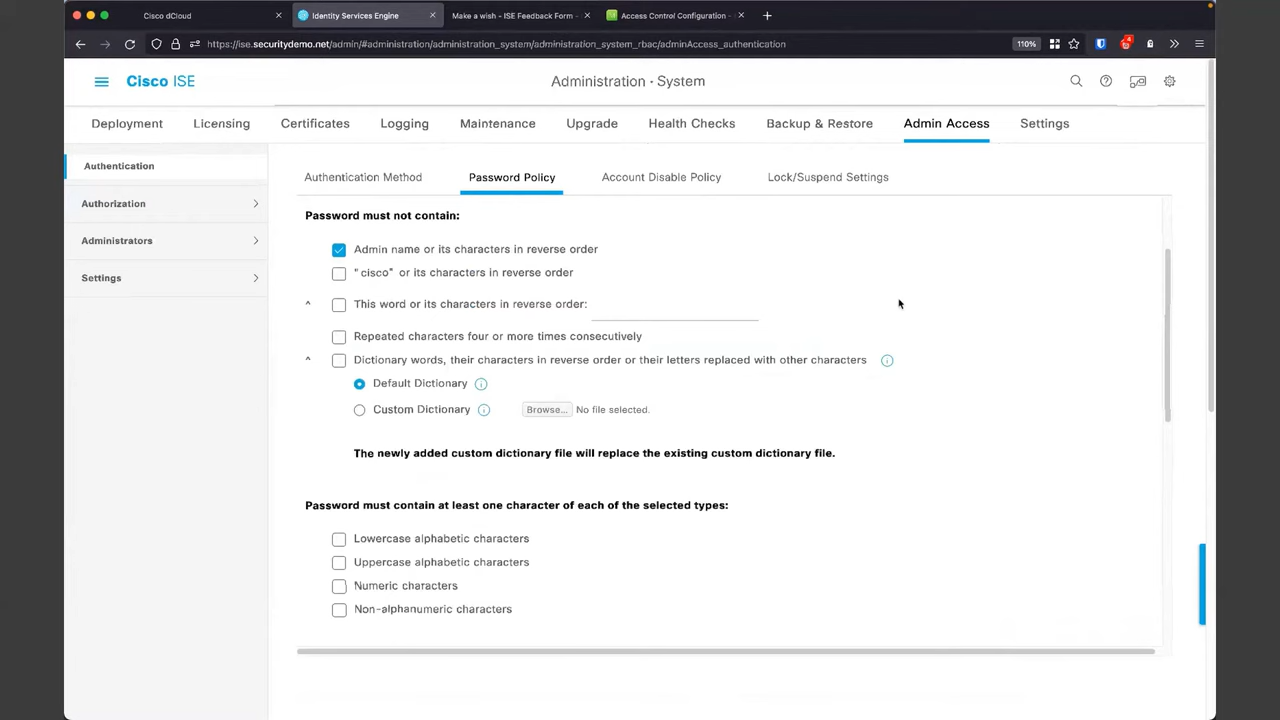 Cisco dCloud
Identity Services Engine
Make a wish - ISE Feedback Form -
Access Control Configuration -
https://ise.securitydemo.net/admin/#administration/administration_system/administration_system_rbac/adminAccess_authentication
110%
4
Cisco ISE
Administration · System
Deployment
Licensing
Certificates
Logging
Maintenance
Upgrade
Health Checks
Backup & Restore
Admin Access
Settings
Authentication
Authorization
Administrators
Settings
Authentication Method
Password Policy
Account Disable Policy
Lock/Suspend Settings
Password must not contain:
Admin name or its characters in reverse order
"cisco" or its characters in reverse order
This word or its characters in reverse order:
Repeated characters four or more times consecutively
Dictionary words, their characters in reverse order or their letters replaced with other characters
Default Dictionary
Custom Dictionary
Browse...
No file selected.
The newly added custom dictionary file will replace the existing custom dictionary file.
Password must contain at least one character of each of the selected types:
Lowercase alphabetic characters
Uppercase alphabetic characters
Numeric characters
Non-alphanumeric characters